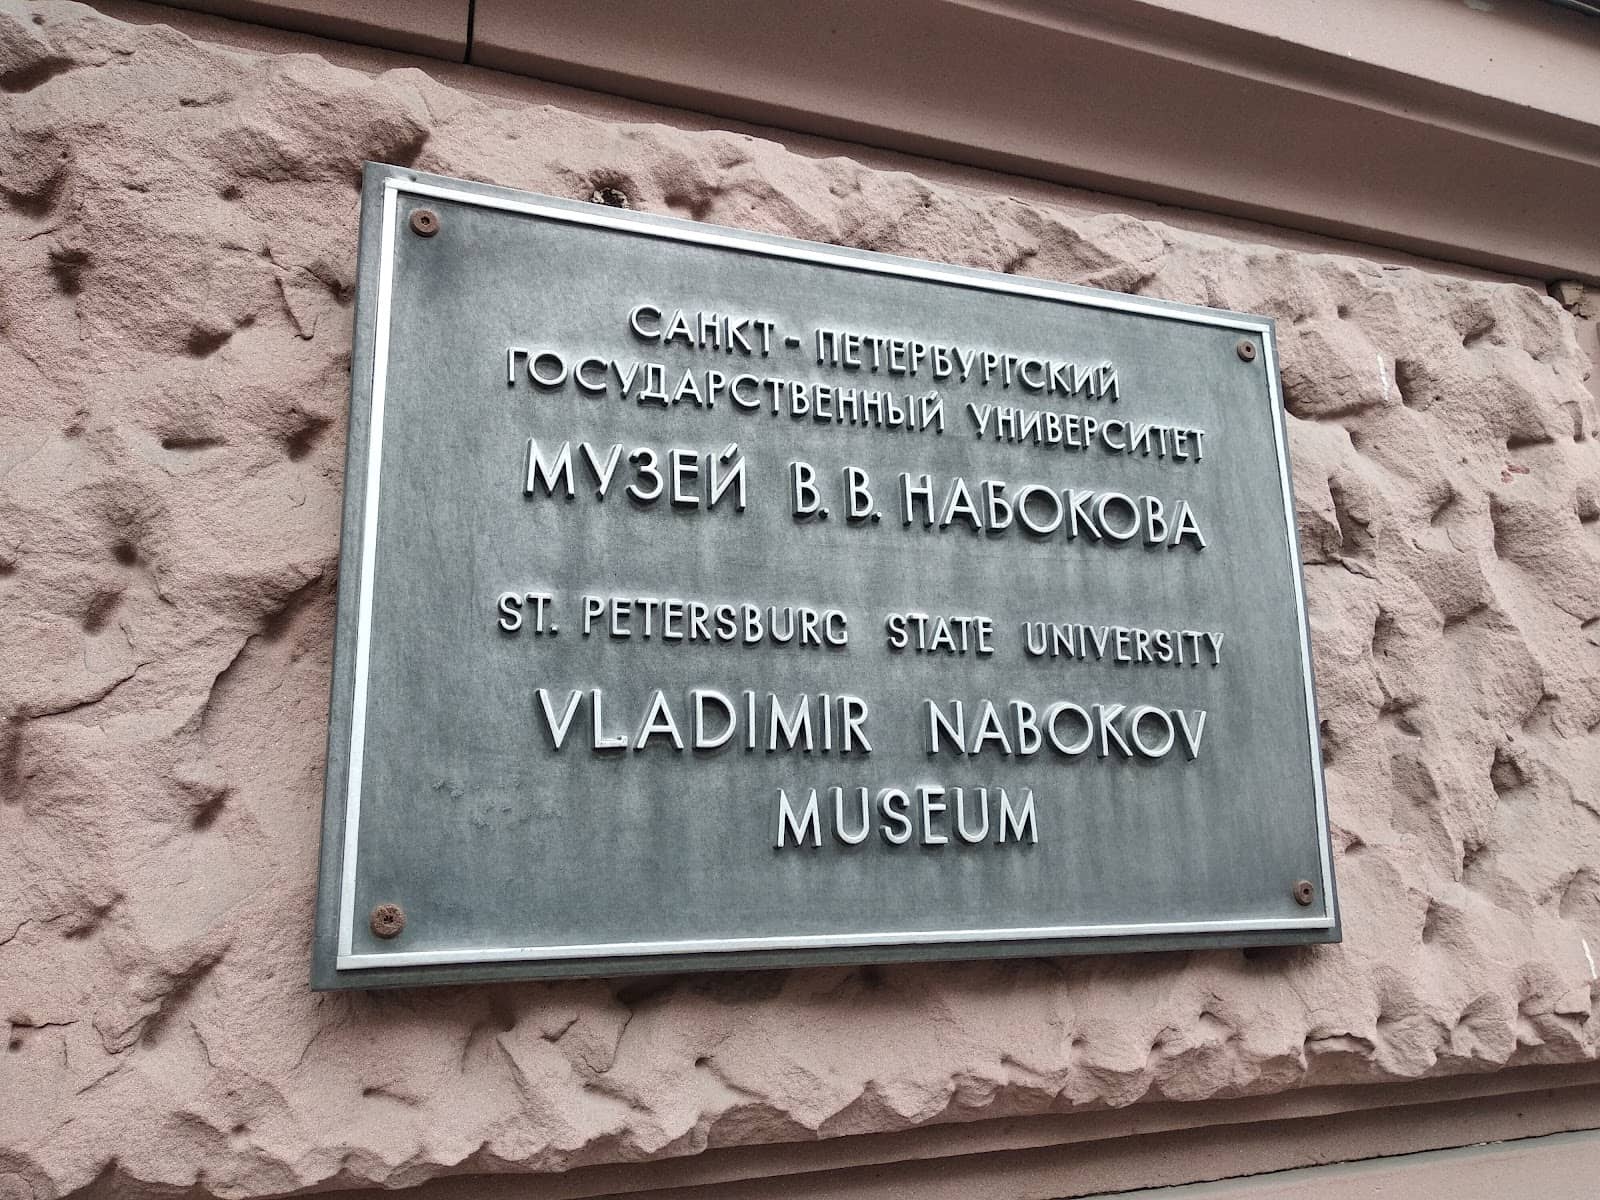 САНКТ - ПЕТЕРБУРГСКИЙ
ГОСУДАРСТВЕННЫЙ УНИВЕРСИТЕТ
МУЗЕЙ В. В. НАБОКОВА
ST. PETERSBURG STATE UNIVERSITY
VLADIMIR NABOKOV
MUSEUM